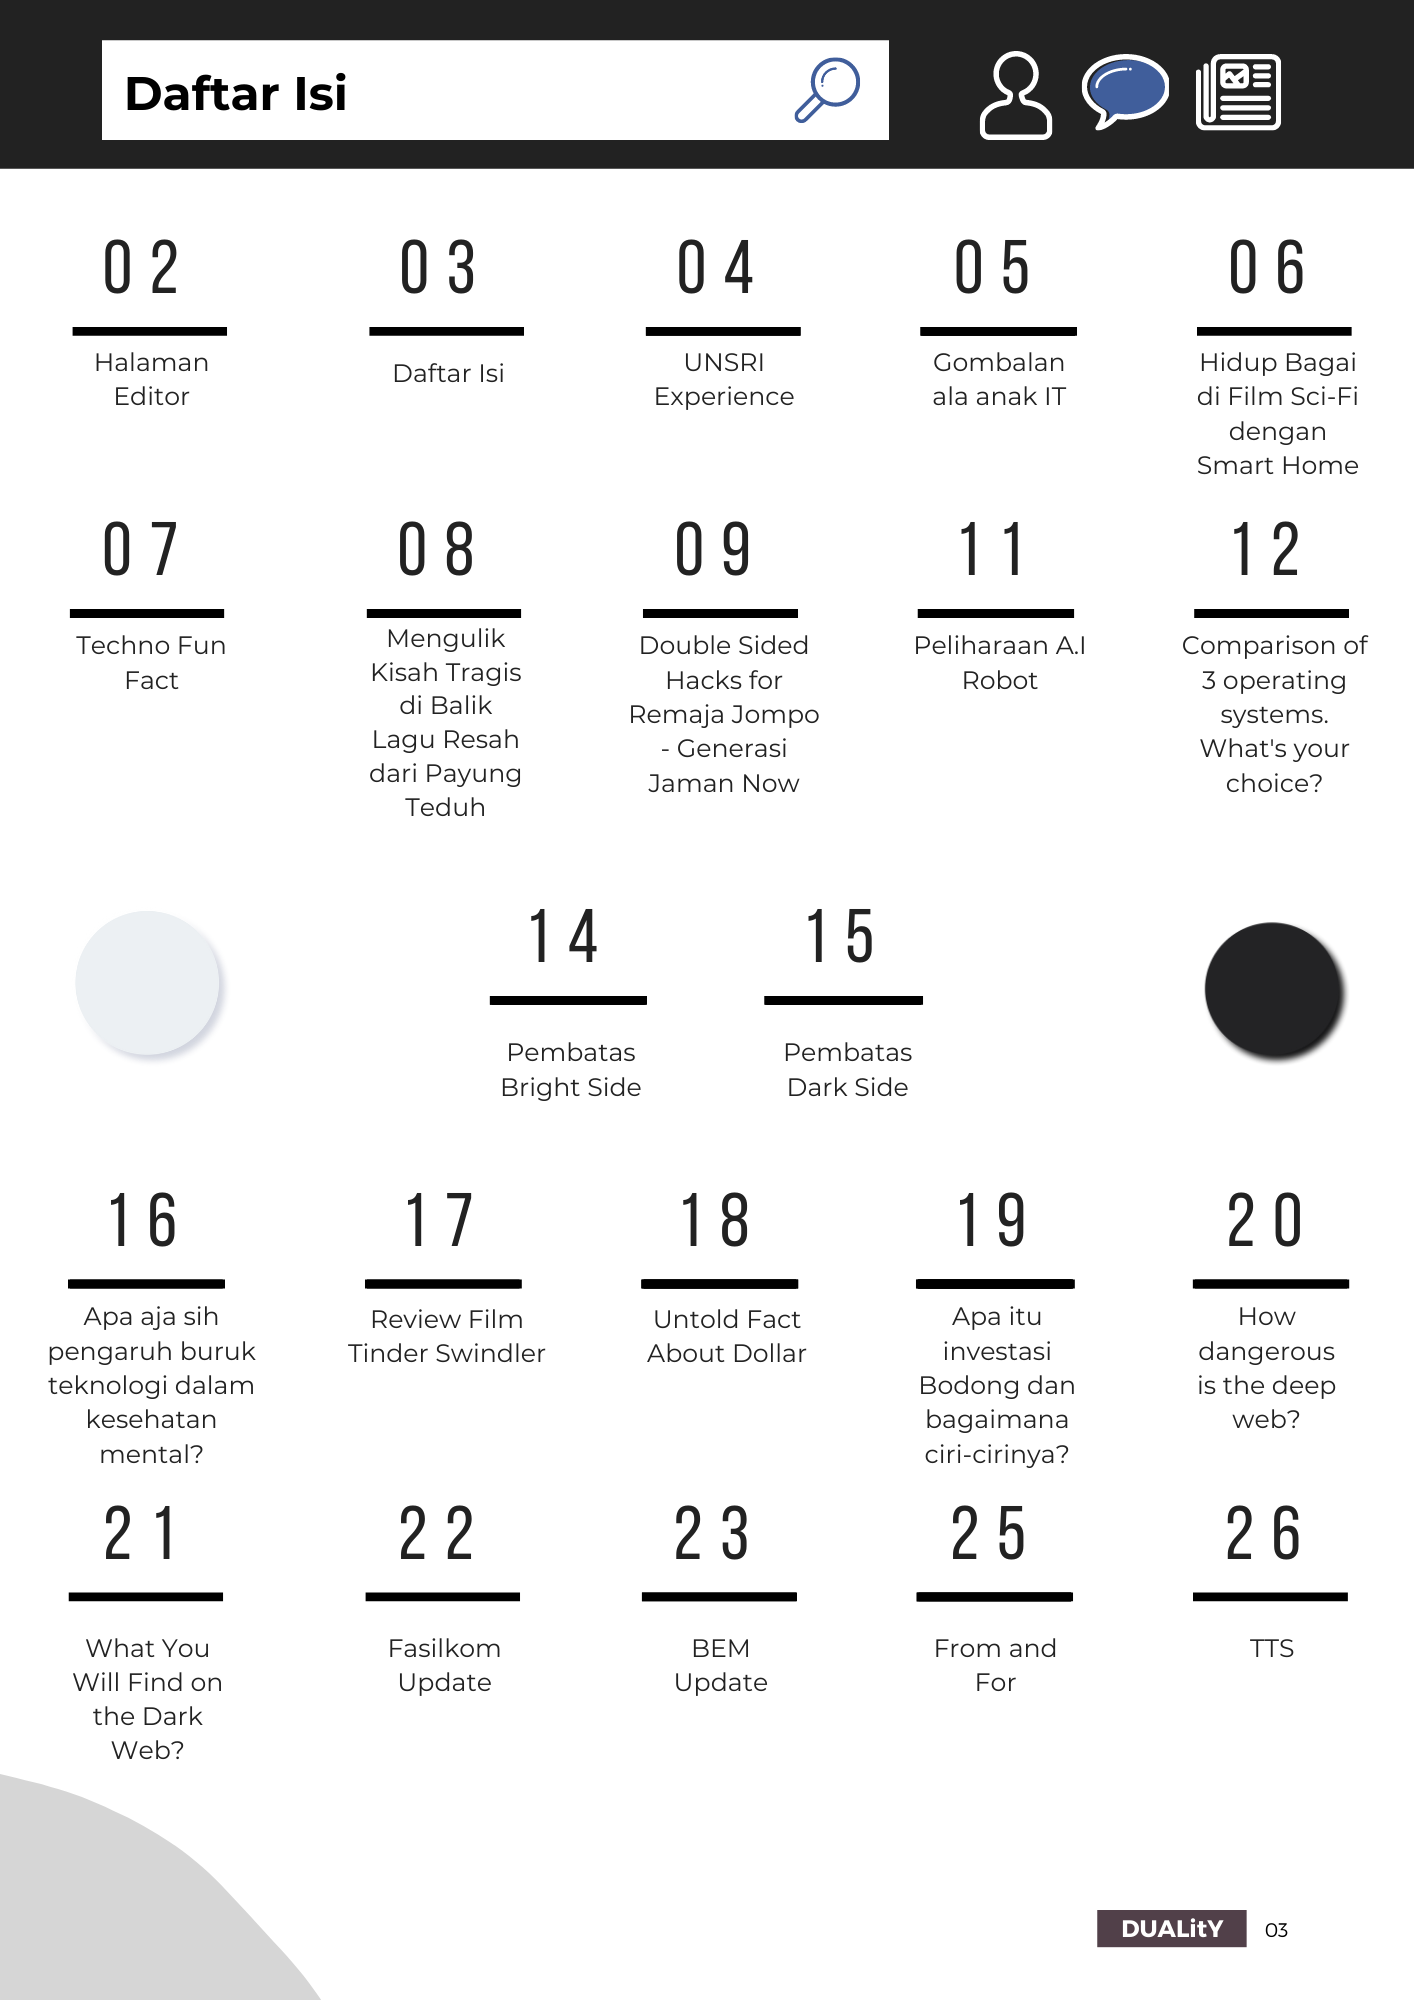 Daftar Isi
02
Halaman
Editor
03
Daftar Isi
04
UNSRI
Experience
05
Gombalan
ala anak IT
06
Hidup Bagai
di Film Sci-Fi
dengan
Smart Home
07
Techno Fun
Fact
08
Mengulik
Kisah Tragis
di Balik
Lagu Resah
dari Payung
Teduh
09
Double Sided
Hacks for
Remaja Jompo
- Generasi
Jaman Now
11
Peliharaan A.I
Robot
12
Comparison of
3 operating
systems.
What's your
choice?
14
Pembatas
Bright Side
15
Pembatas
Dark Side
16
Apa aja sih
pengaruh buruk
teknologi dalam
kesehatan
mental?
17
Review Film
Tinder Swindler
18
Untold Fact
About Dollar
19
Apa itu
investasi
Bodong dan
bagaimana
ciri-cirinya?
20
How
dangerous
is the deep
web?
21
What You
Will Find on
the Dark
Web?
22
Fasilkom
Update
23
BEM
Update
25
From and
For
26
TTS
DUALitY
03